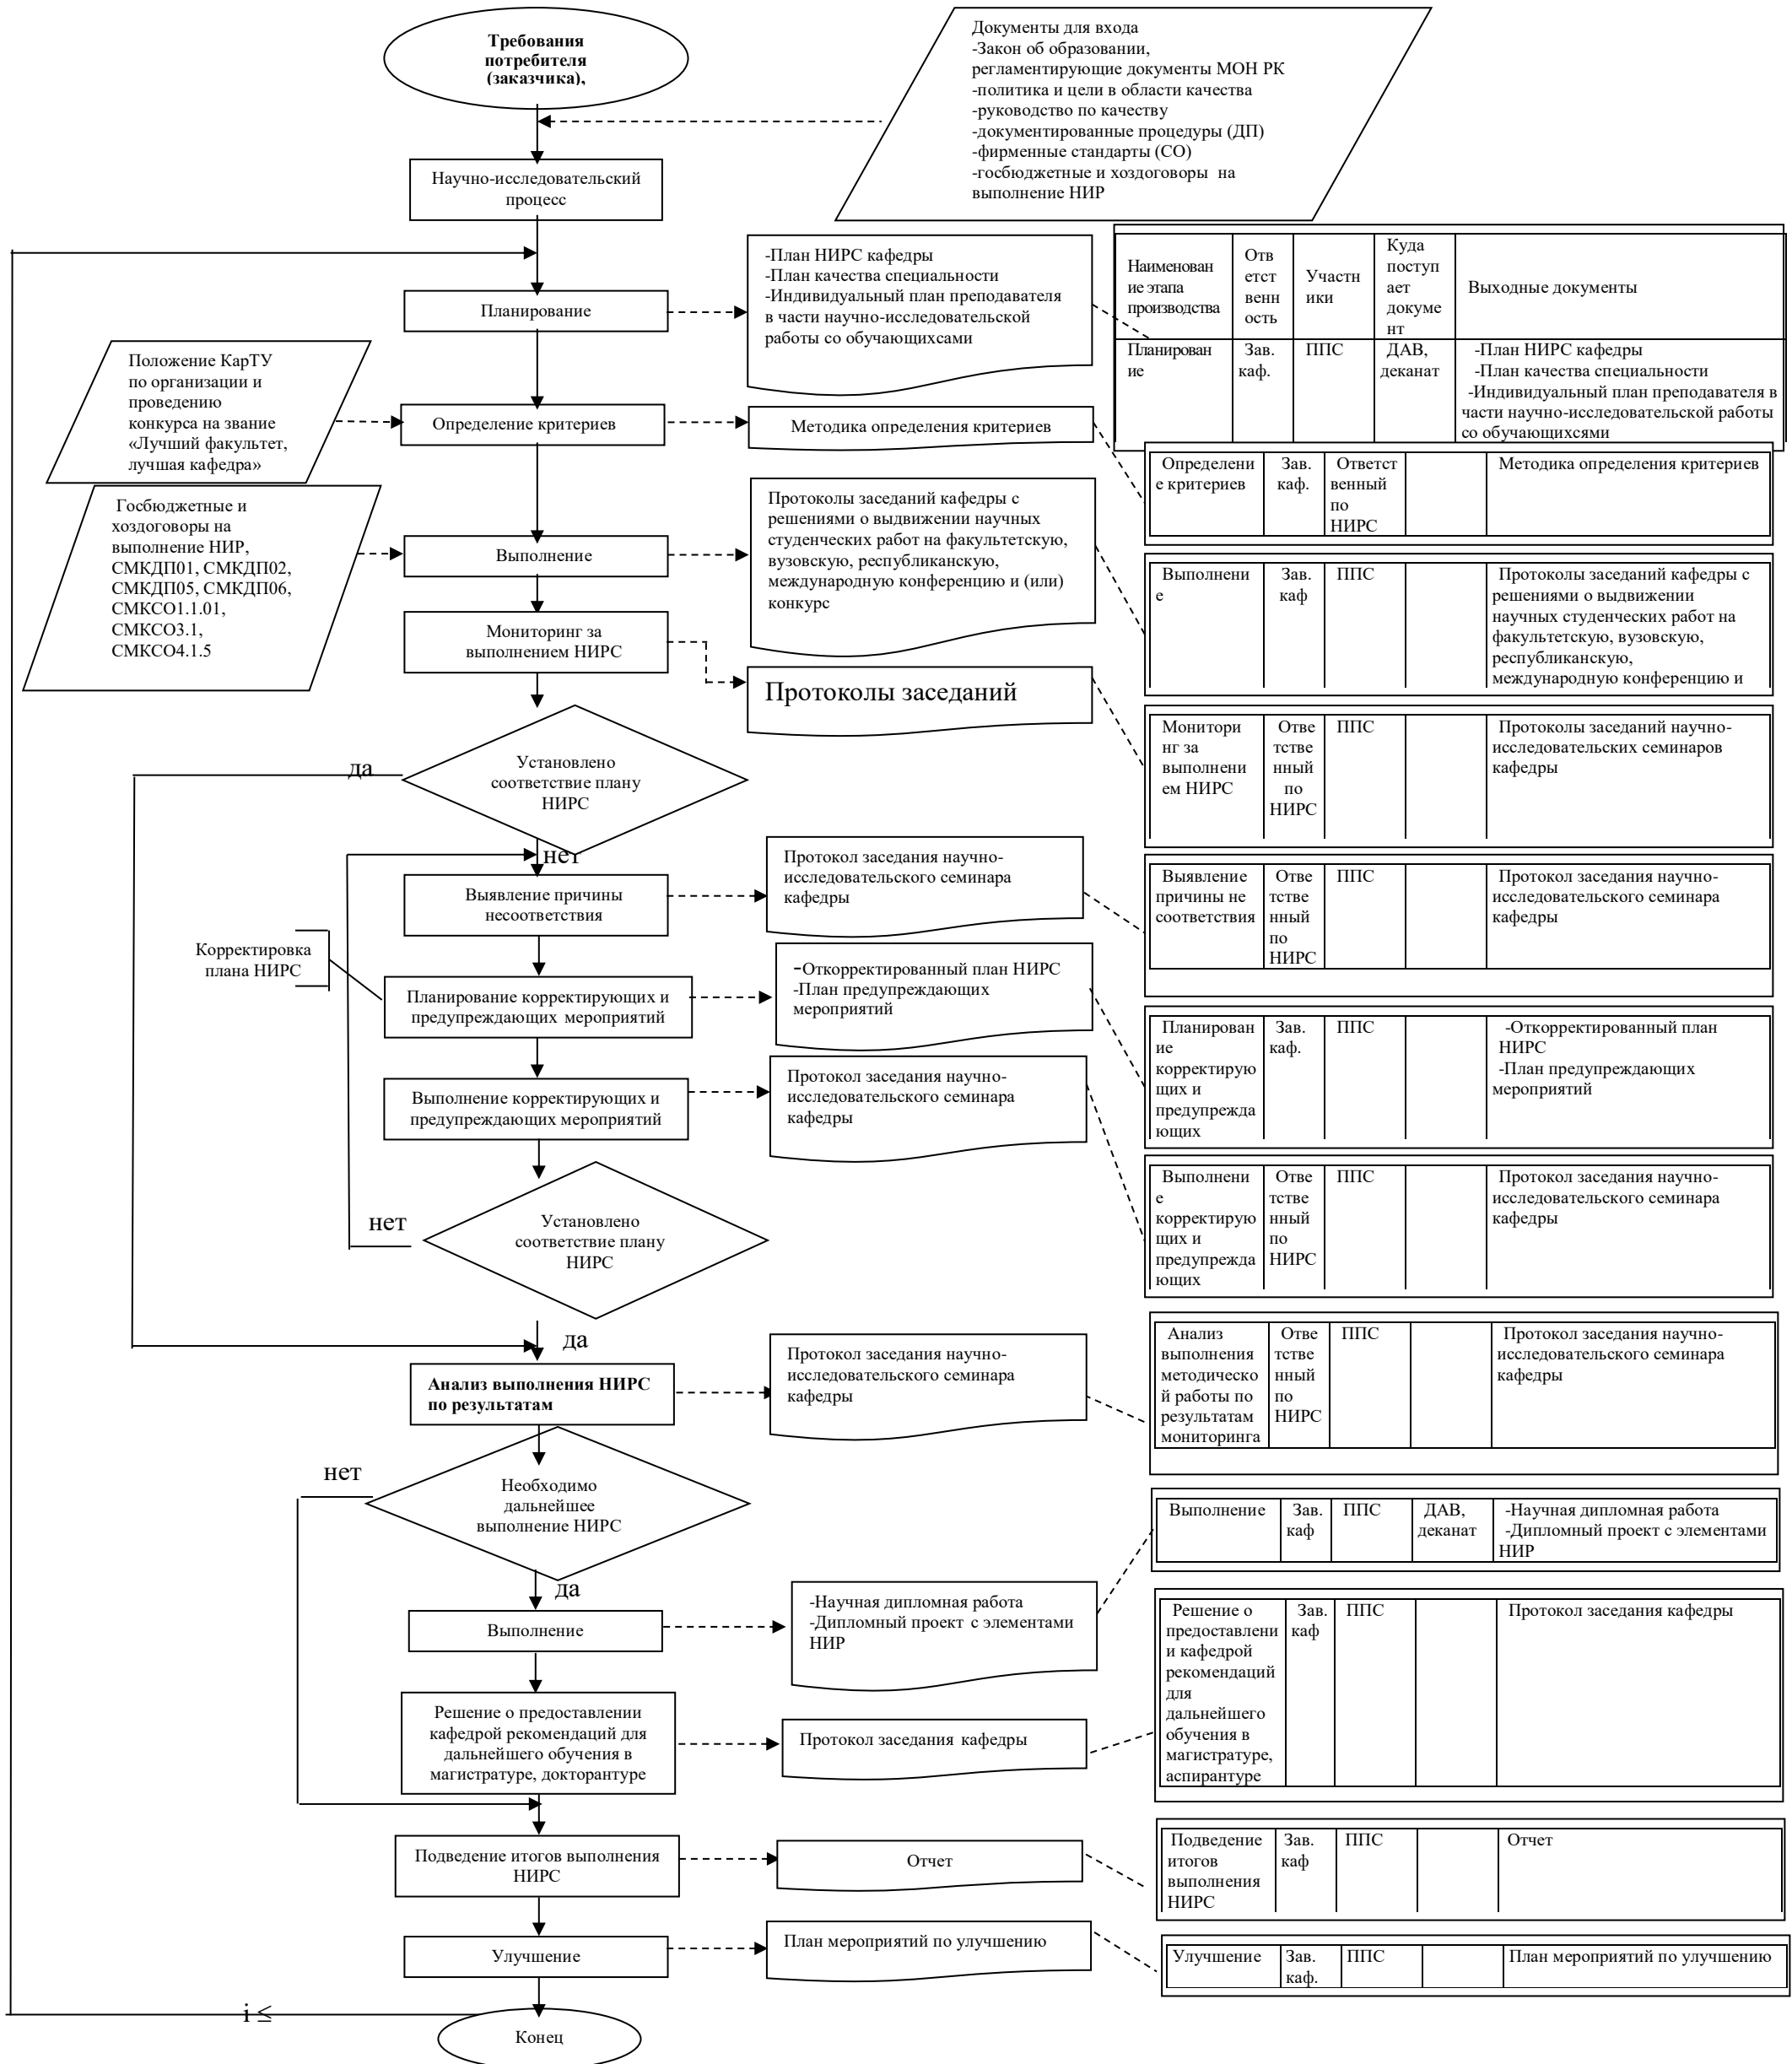 Требования
потребителя
(заказчика),
Документы для входа
-Закон об образовании,
регламентирующие документы МОН РК
-политика и цели в области качества
-руководство по качеству
-документированные процедуры (ДП)
-фирменные стандарты (СО)
-госбюджетные и хоздоговоры на
выполнение НИР
Научно-исследовательский
процесс
Планирование
-План НИРС кафедры
-План качества специальности
-Индивидуальный план преподавателя
в части научно-исследовательской
работы со обучающихсами
Наименован
ие этапа
производства
Отв
етст
венн
ость
Участн
ики
Куда
поступ
ает
докуме
нт
Выходные документы
Планирован
ие
Зав.
каф.
ППС
ДАВ,
деканат
-План НИРС кафедры
-План качества специальности
-Индивидуальный план преподавателя в
части научно-исследовательской работы
со обучающихсями
Положение КарТУ
по организации и
проведению
конкурса на звание
«Лучший факультет,
лучшая кафедра»
Определение критериев
Методика определения критериев
Определени
е критериев
Зав.
каф.
Ответст
венный
по
НИРС
Методика определения критериев
Госбюджетные и
хоздоговоры на
выполнение НИР,
СМКДП01, СМКДП02,
СМКДП05, СМКДП06,
СМКСО1.1.01,
СМКСО3.1,
СМКСО4.1.5
Выполнение
Протоколы заседаний кафедры с
решениями о выдвижении научных
студенческих работ на факультетскую,
вузовскую, республиканскую,
международную конференцию и (или)
конкурс
Выполнени
е
Зав.
каф
ППС
Протоколы заседаний кафедры с
решениями о выдвижении
научных студенческих работ на
факультетскую, вузовскую,
республиканскую,
международную конференцию и
Мониторинг за
выполнением НИРС
Протоколы заседаний
Монитори
нг за
выполнени
ем НИРС
Отве
тстве
нный
по
НИРС
ППС
Протоколы заседаний научно-
исследовательских семинаров
кафедры
Установлено
соответствие плану
НИРС
да
нет
Выявление причины
несоответствия
Протокол заседания научно-
исследовательского семинара
кафедры
Выявление
причины не
соответствия
Отве
тстве
нный
по
НИРС
ППС
Протокол заседания научно-
исследовательского семинара
кафедры
Корректировка
плана НИРС
Планирование корректирующих и
предупреждающих мероприятий
-Откорректированный план НИРС
-План предупреждающих
мероприятий
Планирован
ие
корректирую
щих и
предупрежда
ющих
Зав.
каф.
ППС
-Откорректированный план
НИРС
-План предупреждающих
мероприятий
Выполнение корректирующих и
предупреждающих мероприятий
Протокол заседания научно-
исследовательского семинара
кафедры
Выполнени
е
корректирую
щих и
предупрежда
ющих
Отве
тстве
нный
по
НИРС
ППС
Протокол заседания научно-
исследовательского семинара
кафедры
Установлено
соответствие плану
НИРС
нет
да
Анализ выполнения НИРС
по результатам
Протокол заседания научно-
исследовательского семинара
кафедры
Анализ
выполнения
методическо
й работы по
результатам
мониторинга
Отве
тстве
нный
по
НИРС
ППС
Протокол заседания научно-
исследовательского семинара
кафедры
Необходимо
дальнейшее
выполнение НИРС
нет
да
Выполнение
-Научная дипломная работа
-Дипломный проект с элементами
НИР
Выполнение
Зав.
каф
ППС
ДАВ,
деканат
-Научная дипломная работа
-Дипломный проект с элементами
НИР
Решение о предоставлении
кафедрой рекомендаций для
дальнейшего обучения в
магистратуре, докторантуре
Протокол заседания кафедры
Решение о
предоставлени
и кафедрой
рекомендаций
для
дальнейшего
обучения в
магистратуре,
аспирантуре
Зав.
каф
ППС
Протокол заседания кафедры
Подведение итогов выполнения
НИРС
Отчет
Подведение
итогов
выполнения
НИРС
Зав.
каф
ППС
Отчет
Улучшение
План мероприятий по улучшению
Улучшение
Зав.
каф.
ППС
План мероприятий по улучшению
i ≤
Конец